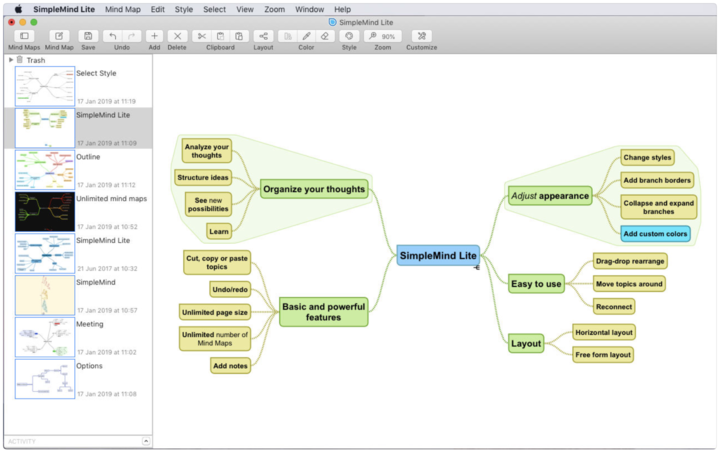 SimpleMind Lite Mind Map Edit Style Select View Zoom Window Help
SimpleMind Lite
Mind Maps Mind Map Save Undo Add Delete Clipboard Layout Color Style Zoom Customize
90%
Trash
Select Style
17 Jan 2019 at 11:19
SimpleMind Lite
17 Jan 2019 at 11:09
Outline
17 Jan 2019 at 11:12
Unlimited mind maps
17 Jan 2019 at 10:52
SimpleMind Lite
21 Jun 2017 at 10:32
SimpleMind
17 Jan 2019 at 10:57
Meeting
17 Jan 2019 at 11:02
Options
17 Jan 2019 at 11:08
ACTIVITY
Analyze your
thoughts
Structure ideas
See new
possibilities
Learn
Organize your thoughts
Cut, copy or paste
topics
Undo/redo
Unlimited page size
Unlimited number of
Mind Maps
Add notes
Basic and powerful
features
SimpleMind Lite
Adjust appearance
Change styles
Add branch borders
Collapse and expand
branches
Add custom colors
Easy to use
Drag-drop rearrange
Move topics around
Reconnect
Layout
Horizontal layout
Free form layout